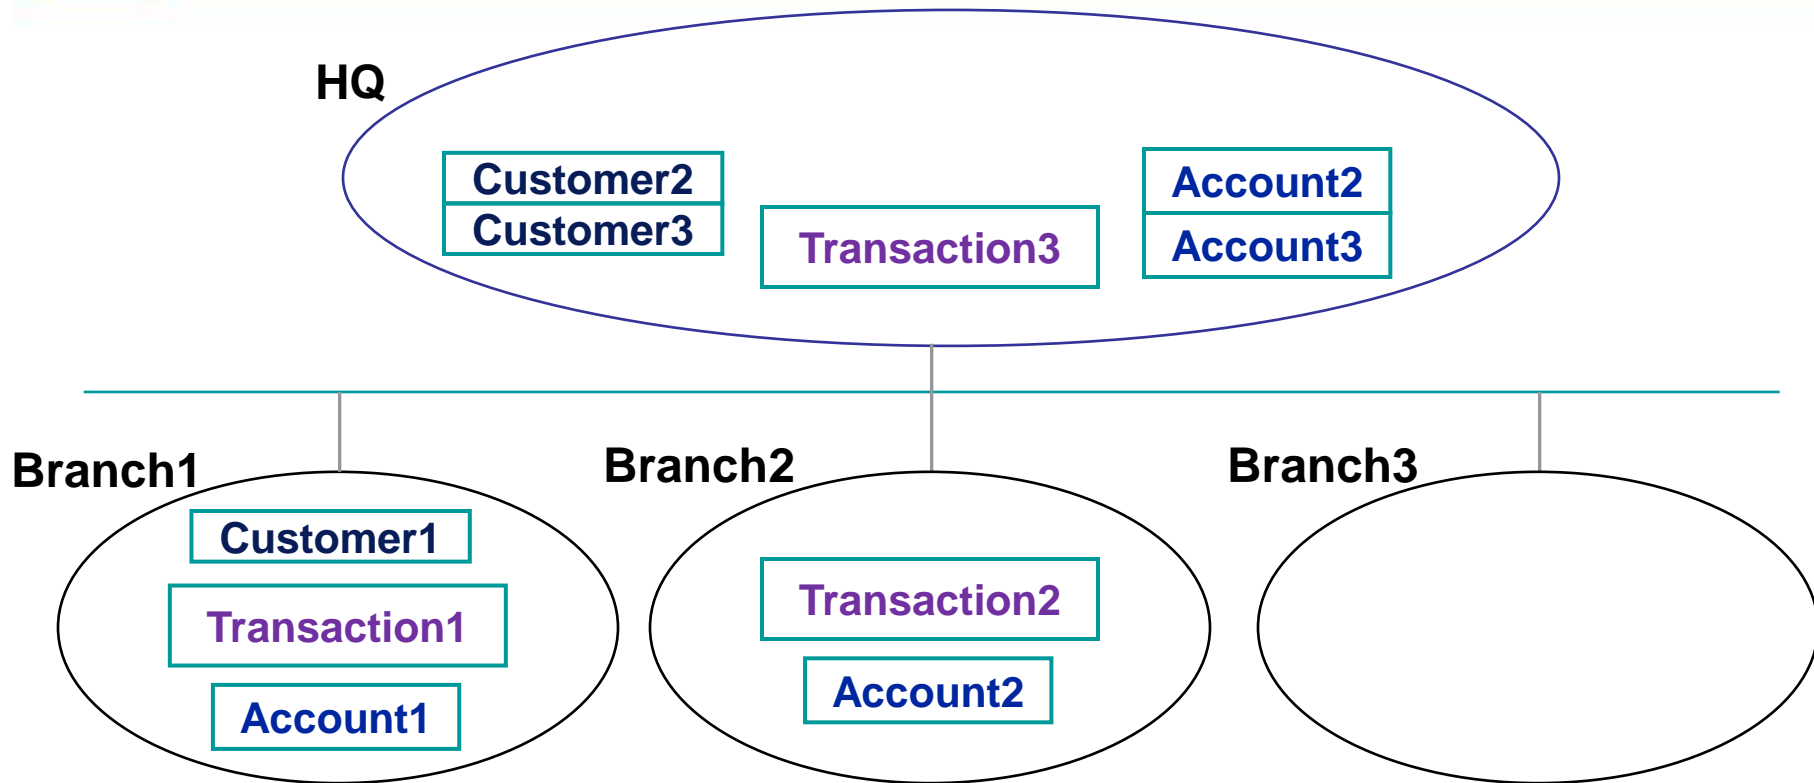 HQ
Customer2
Customer3
Transaction3
Account2
Account3
Branch1
Customer1
Transaction1
Account1
Branch2
Transaction2
Account2
Branch3